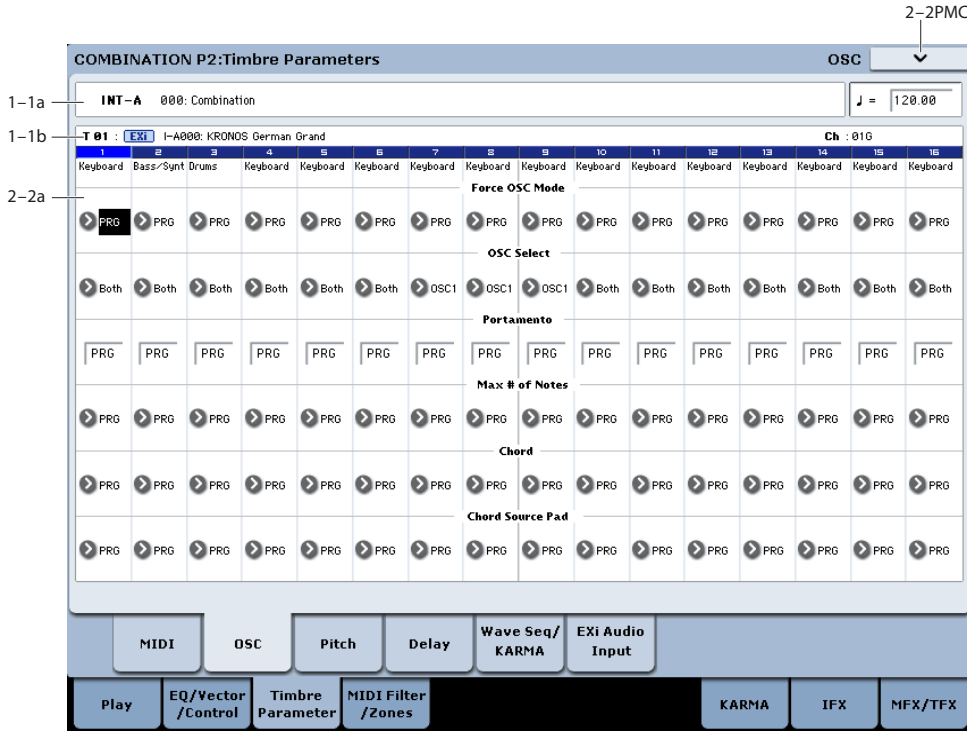 2–2PMC
COMBINATION P2:Timbre Parameters OSC
1–1a INT-A 000: Combination ♩ = 120.00
1–1b T 01 : EXi I-A000: KRONOS German Grand Ch : 01G
1 2 3 4 5 6 7 8 9 10 11 12 13 14 15 16
Keyboard Bass/Synt Drums Keyboard Keyboard Keyboard Keyboard Keyboard Keyboard Keyboard Keyboard Keyboard Keyboard Keyboard Keyboard Keyboard
2–2a Force OSC Mode
PRG PRG PRG PRG PRG PRG PRG PRG PRG PRG PRG PRG PRG PRG PRG PRG
OSC Select
Both Both Both Both Both Both OSC1 OSC1 OSC1 Both Both Both Both Both Both Both
Portamento
PRG PRG PRG PRG PRG PRG PRG PRG PRG PRG PRG PRG PRG PRG PRG PRG
Max # of Notes
PRG PRG PRG PRG PRG PRG PRG PRG PRG PRG PRG PRG PRG PRG PRG PRG
Chord
PRG PRG PRG PRG PRG PRG PRG PRG PRG PRG PRG PRG PRG PRG PRG PRG
Chord Source Pad
PRG PRG PRG PRG PRG PRG PRG PRG PRG PRG PRG PRG PRG PRG PRG PRG
MIDI OSC Pitch Delay Wave Seq/ KARMA EXi Audio Input
Play EQ/Vector /Control Timbre Parameter MIDI Filter /Zones KARMA IFX MFX/TFX